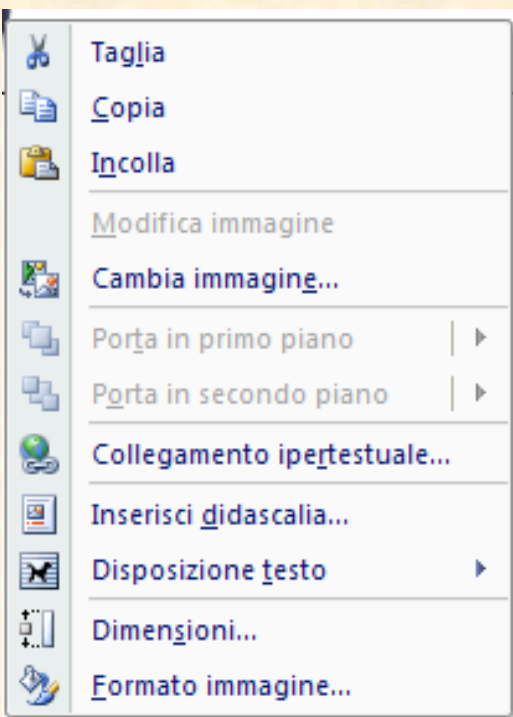 Taglia
Copia
Incolla
Modifica immagine
Cambia immagine...
Porta in primo piano
Porta in secondo piano
Collegamento ipertestuale...
Inserisci didascalia...
Disposizione testo
Dimensioni...
Formato immagine...